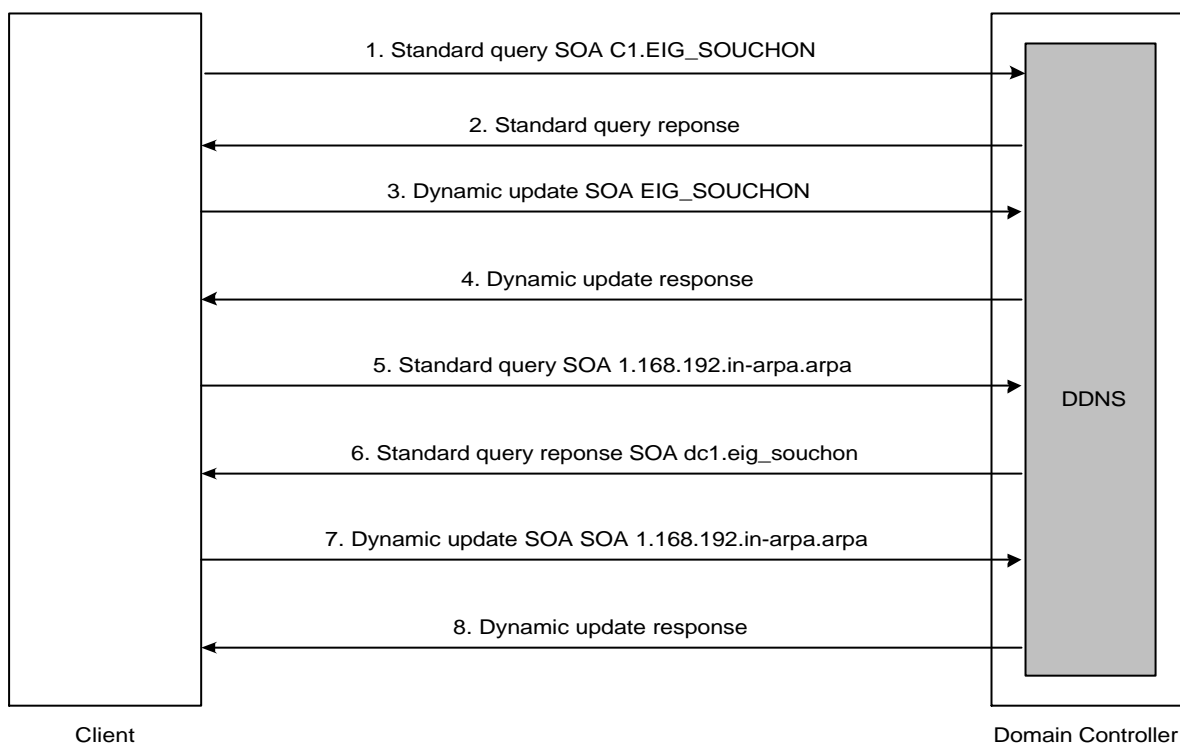 1. Standard query SOA C1.EIG_SOUCHON
2. Standard query reponse
3. Dynamic update SOA EIG_SOUCHON
4. Dynamic update response
5. Standard query SOA 1.168.192.in-arpa.arpa
DDNS
6. Standard query reponse SOA dc1.eig_souchon
7. Dynamic update SOA SOA 1.168.192.in-arpa.arpa
8. Dynamic update response
Client
Domain Controller